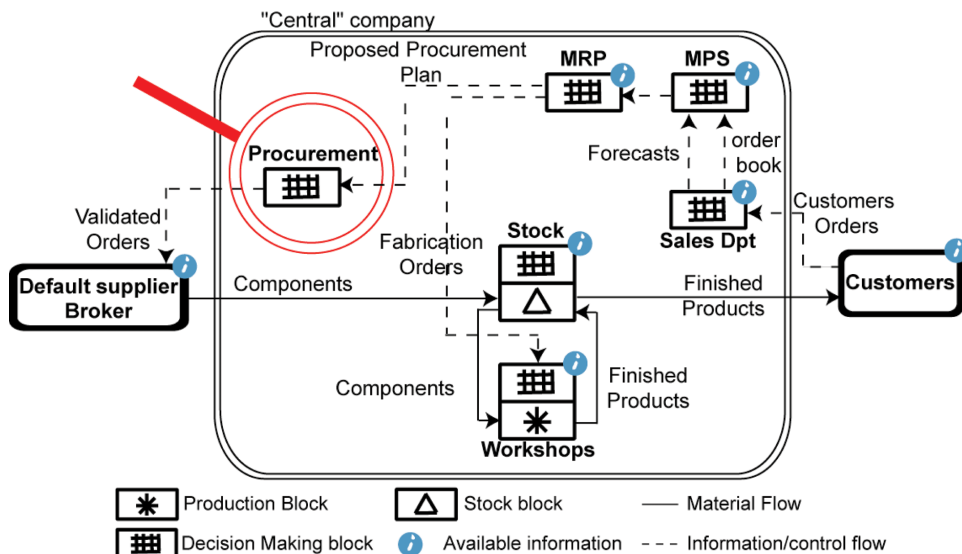 "Central" company
Proposed Procurement
Plan
MRP
MPS
Procurement
Forecasts
order
book
Validated
Orders
Fabrication
Orders
Stock
Sales Dpt
Customers
Orders
Default supplier
Broker
Components
Finished
Products
Customers
Components
Finished
Products
Workshops
Production Block
Stock block
Material Flow
Decision Making block
i Available information
Information/control flow